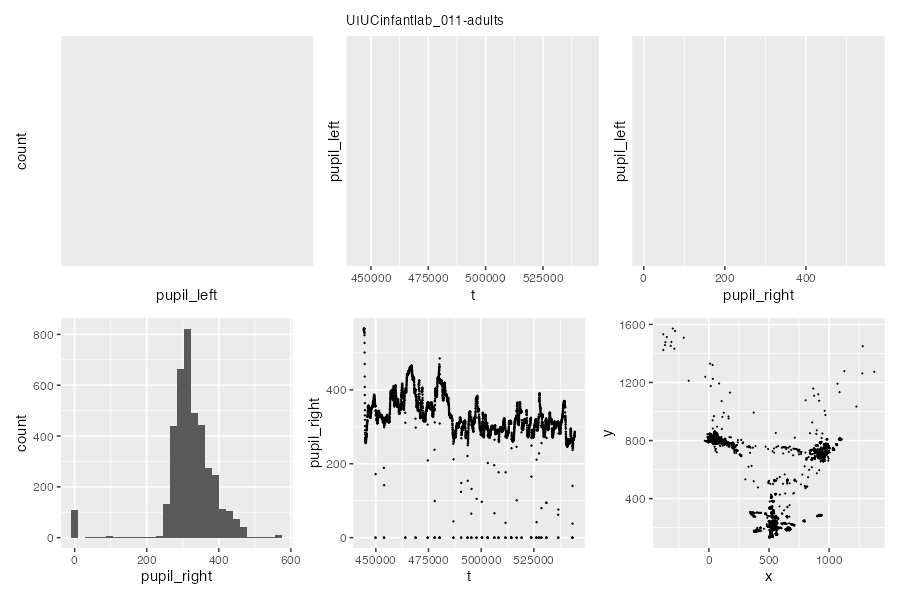 UIUCinfantlab_011-adults
count
pupil_left
pupil_left
450000 475000 500000 525000
t
pupil_left
0 200 400
pupil_right
count
800
600
400
200
0
0 200 400 600
pupil_right
pupil_right
400
200
0
450000 475000 500000 525000
t
y
1600
1200
800
400
0 500 1000
x